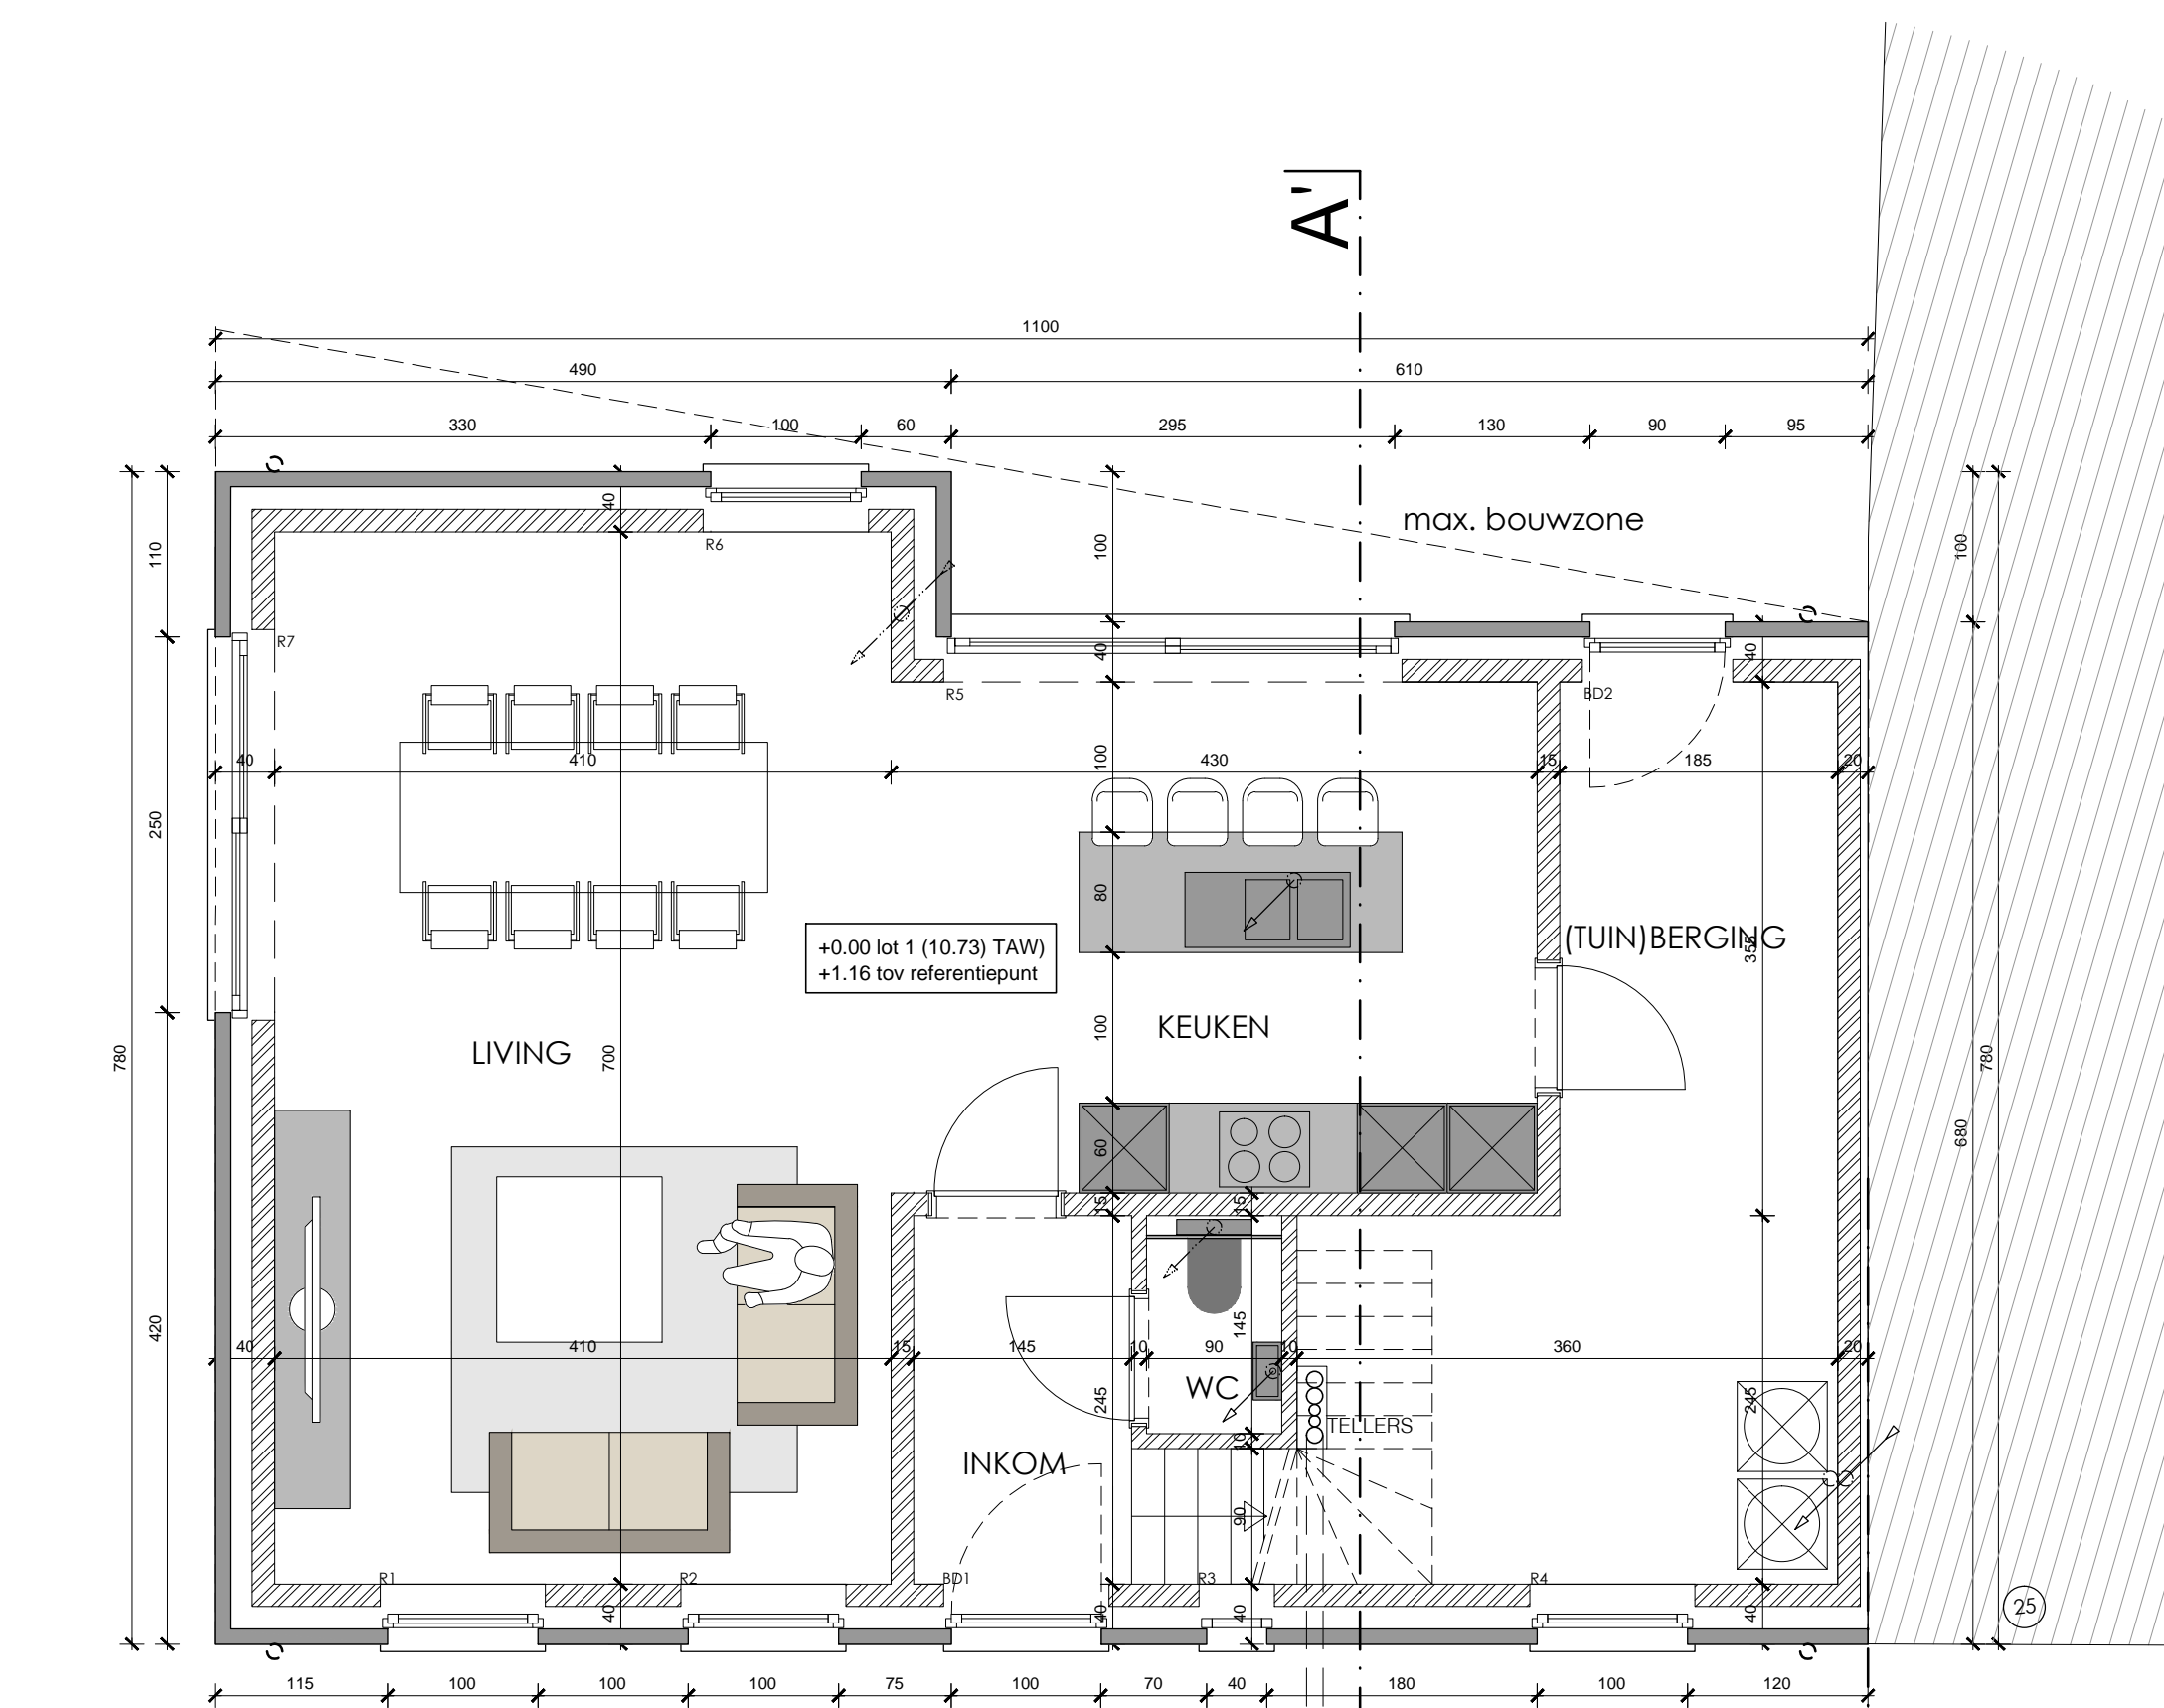 A'
1100
490 610
330 100 60 295 130 90 95
max. bouwzone
40
110
100
100
R6
R7
40
40
R5
BD2
40 410 100 430 15 185 20
250
80
(TUIN)BERGING
355
+0.00 lot 1 (10.73) TAW)
+1.16 tov referentiepunt
KEUKEN
100
LIVING
700
780
780
680
60
15
15
420
145
40 410 15 145 10 90 10 360 20
WC
245
245
TELLERS
10
INKOM
90
R1
R2
BD1
R3
R4
40
40
40
40
25
115 100 100 100 75 100 70 40 180 100 120